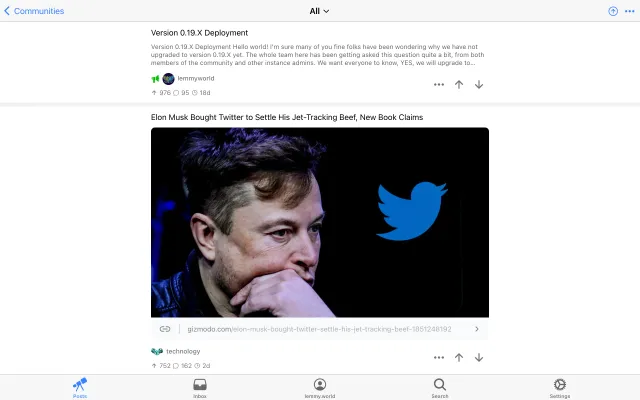 Communities
All
Version 0.19.X Deployment
Version 0.19.X Deployment Hello world! I'm sure many of you fine folks have been wondering why we have not
upgraded to version 0.19.X yet. The whole team here has been getting asked this question quite a bit, from both
members of the community and other instance admins. We want everyone to know, YES, we will upgrade to...
lemmyworld
976 95 16d
Elon Musk Bought Twitter to Settle His Jet-Tracking Beef, New Book Claims
gizmodo.com/elon-musk-bought-twitter-settle-his-jet-tracking-beef-1851248192
technology
752 162 2d
Posts Inbox lemmy.world Search Settings